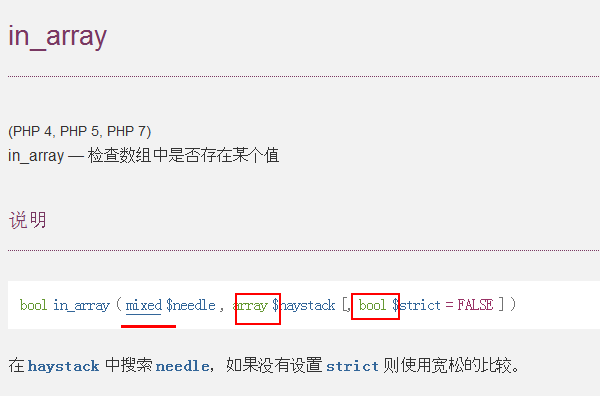 in_array
(PHP 4, PHP 5, PHP 7)
in_array — 检查数组中是否存在某个值
说明
bool in_array ( mixed $needle , array $haystack [, bool $strict = FALSE ] )
在 haystack 中搜索 needle，如果没有设置 strict 则使用宽松的比较。